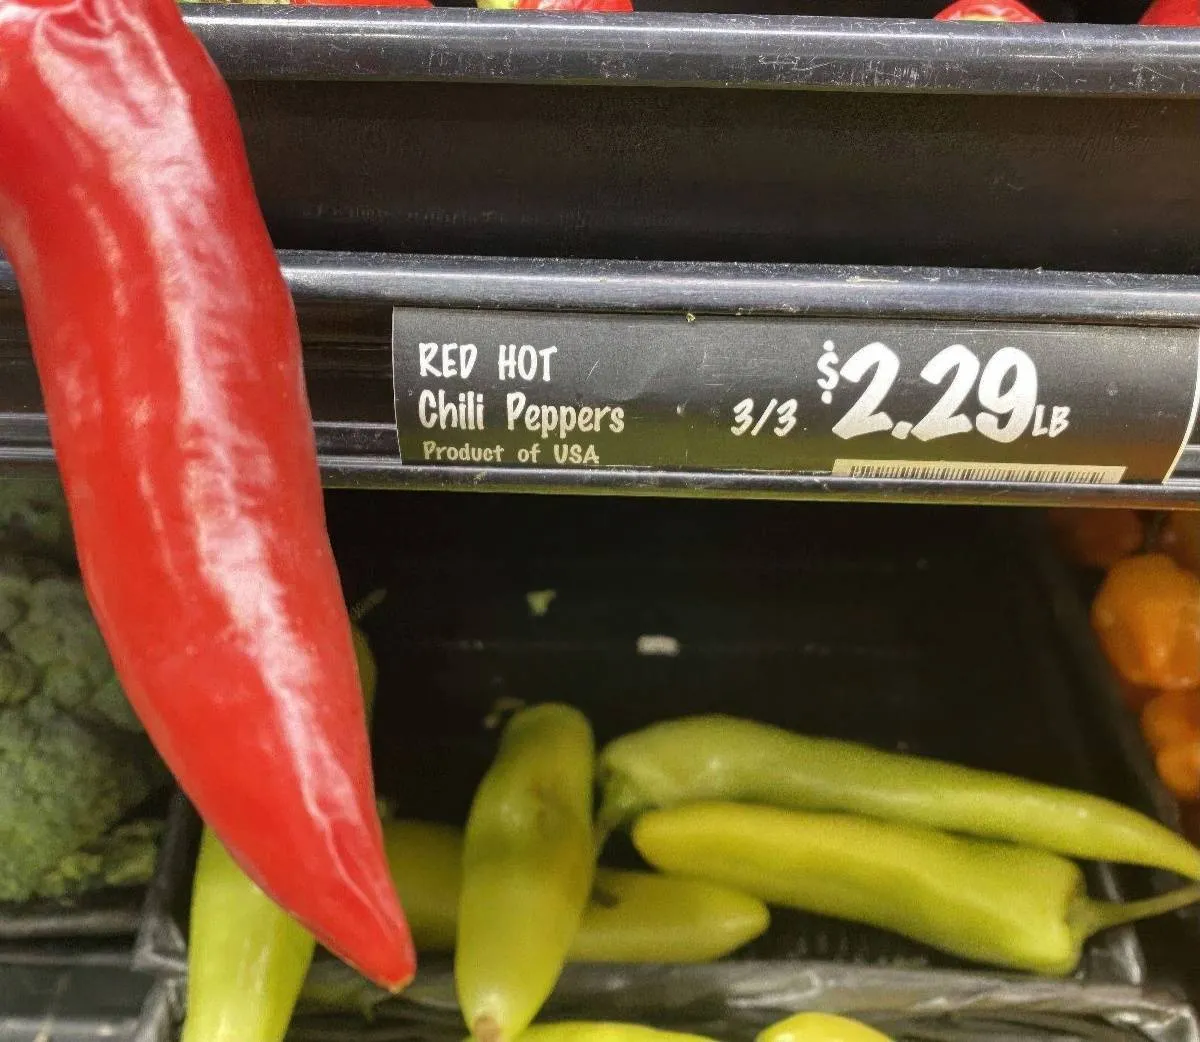 RED HOT
Chili Peppers
Product of USA
3/3
$2.29LB